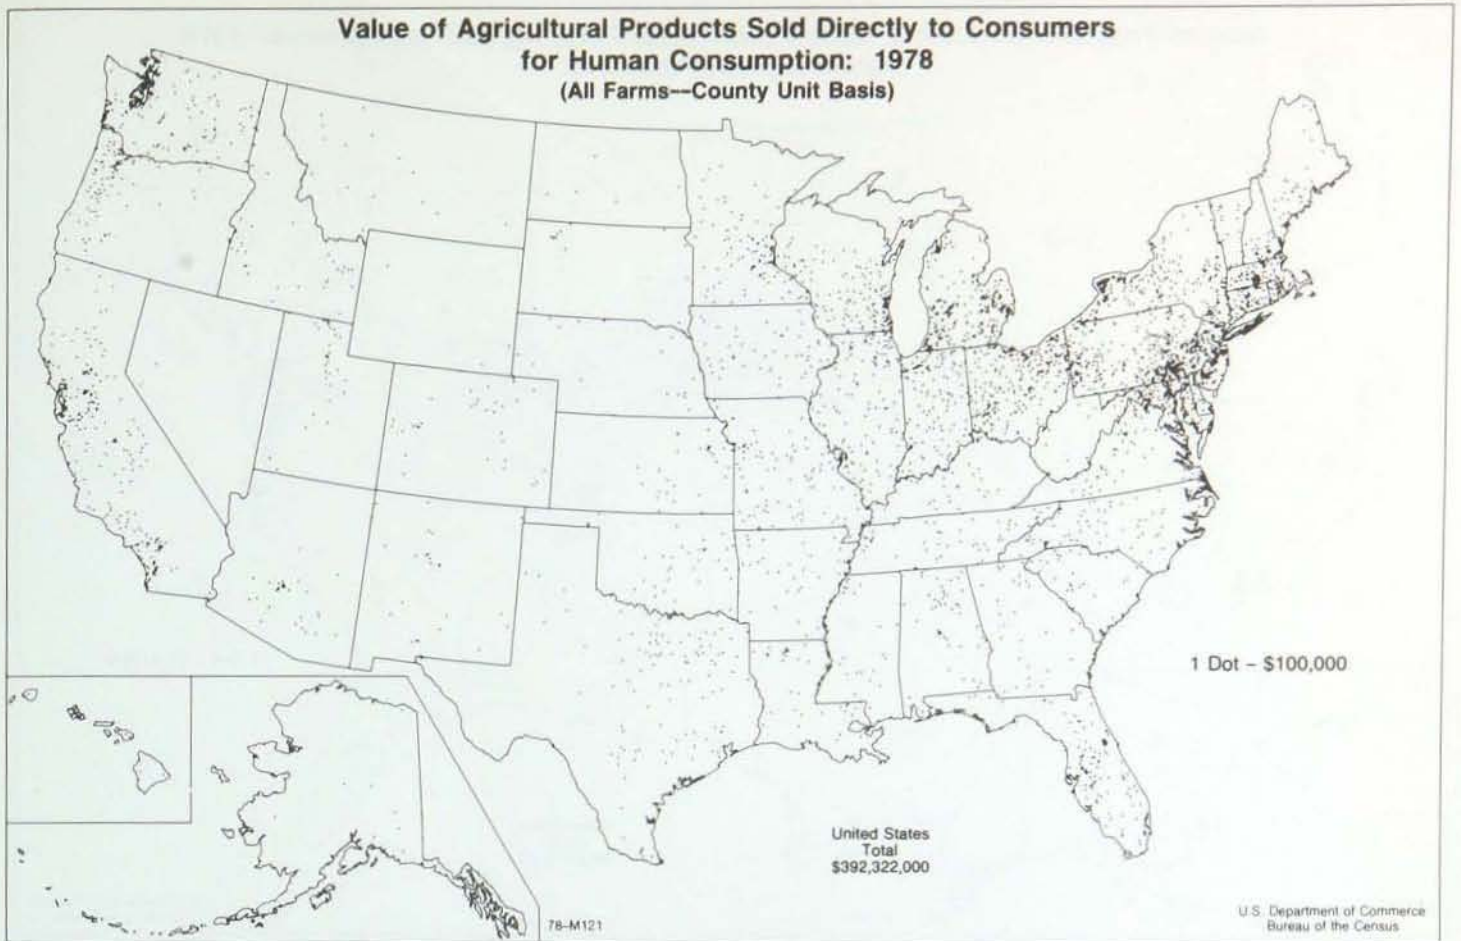 Value of Agricultural Products Sold Directly to Consumers
for Human Consumption: 1978
(All Farms--County Unit Basis)
1 Dot – $100,000
United States
Total
$392,322,000
78-M121
U.S. Department of Commerce
Bureau of the Census